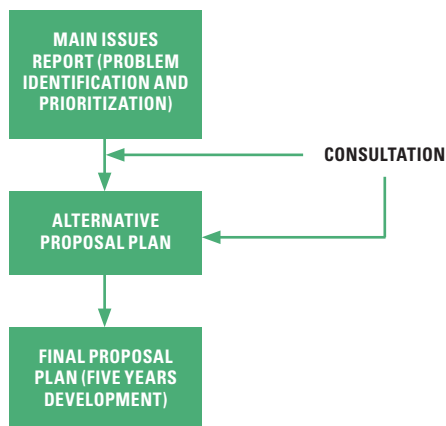 MAIN ISSUES
REPORT (PROBLEM
IDENTIFICATION AND
PRIORITIZATION)
CONSULTATION
ALTERNATIVE
PROPOSAL PLAN
FINAL PROPOSAL
PLAN (FIVE YEARS
DEVELOPMENT)